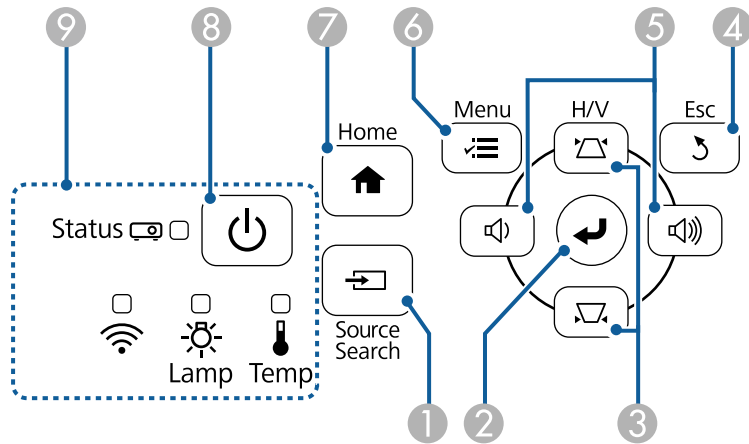 9 8 7 6 5 4
Home Menu H/V Esc
Status
Source
Search
Lamp Temp
1 2 3